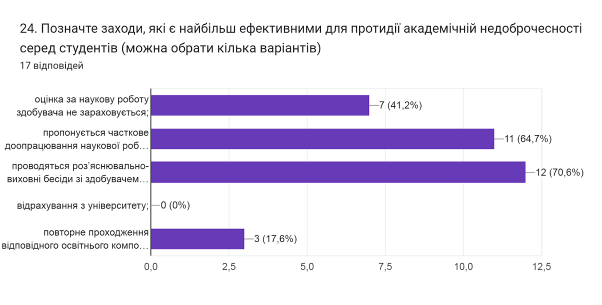 24. Позначте заходи, які є найбільш ефективними для протидії академічній недоброчесності
серед студентів (можна обрати кілька варіантів)
17 відповідей
оцінка за наукову роботу
здобувача не зараховується;
7 (41,2%)
пропонується часткове
доопрацювання наукової роб…
11 (64,7%)
проводяться роз’яснювально-
виховні бесіди зі здобувачем…
12 (70,6%)
відрахування з університету;
0 (0%)
повторне проходження
відповідного освітнього компо…
3 (17,6%)
0,0 2,5 5,0 7,5 10,0 12,5